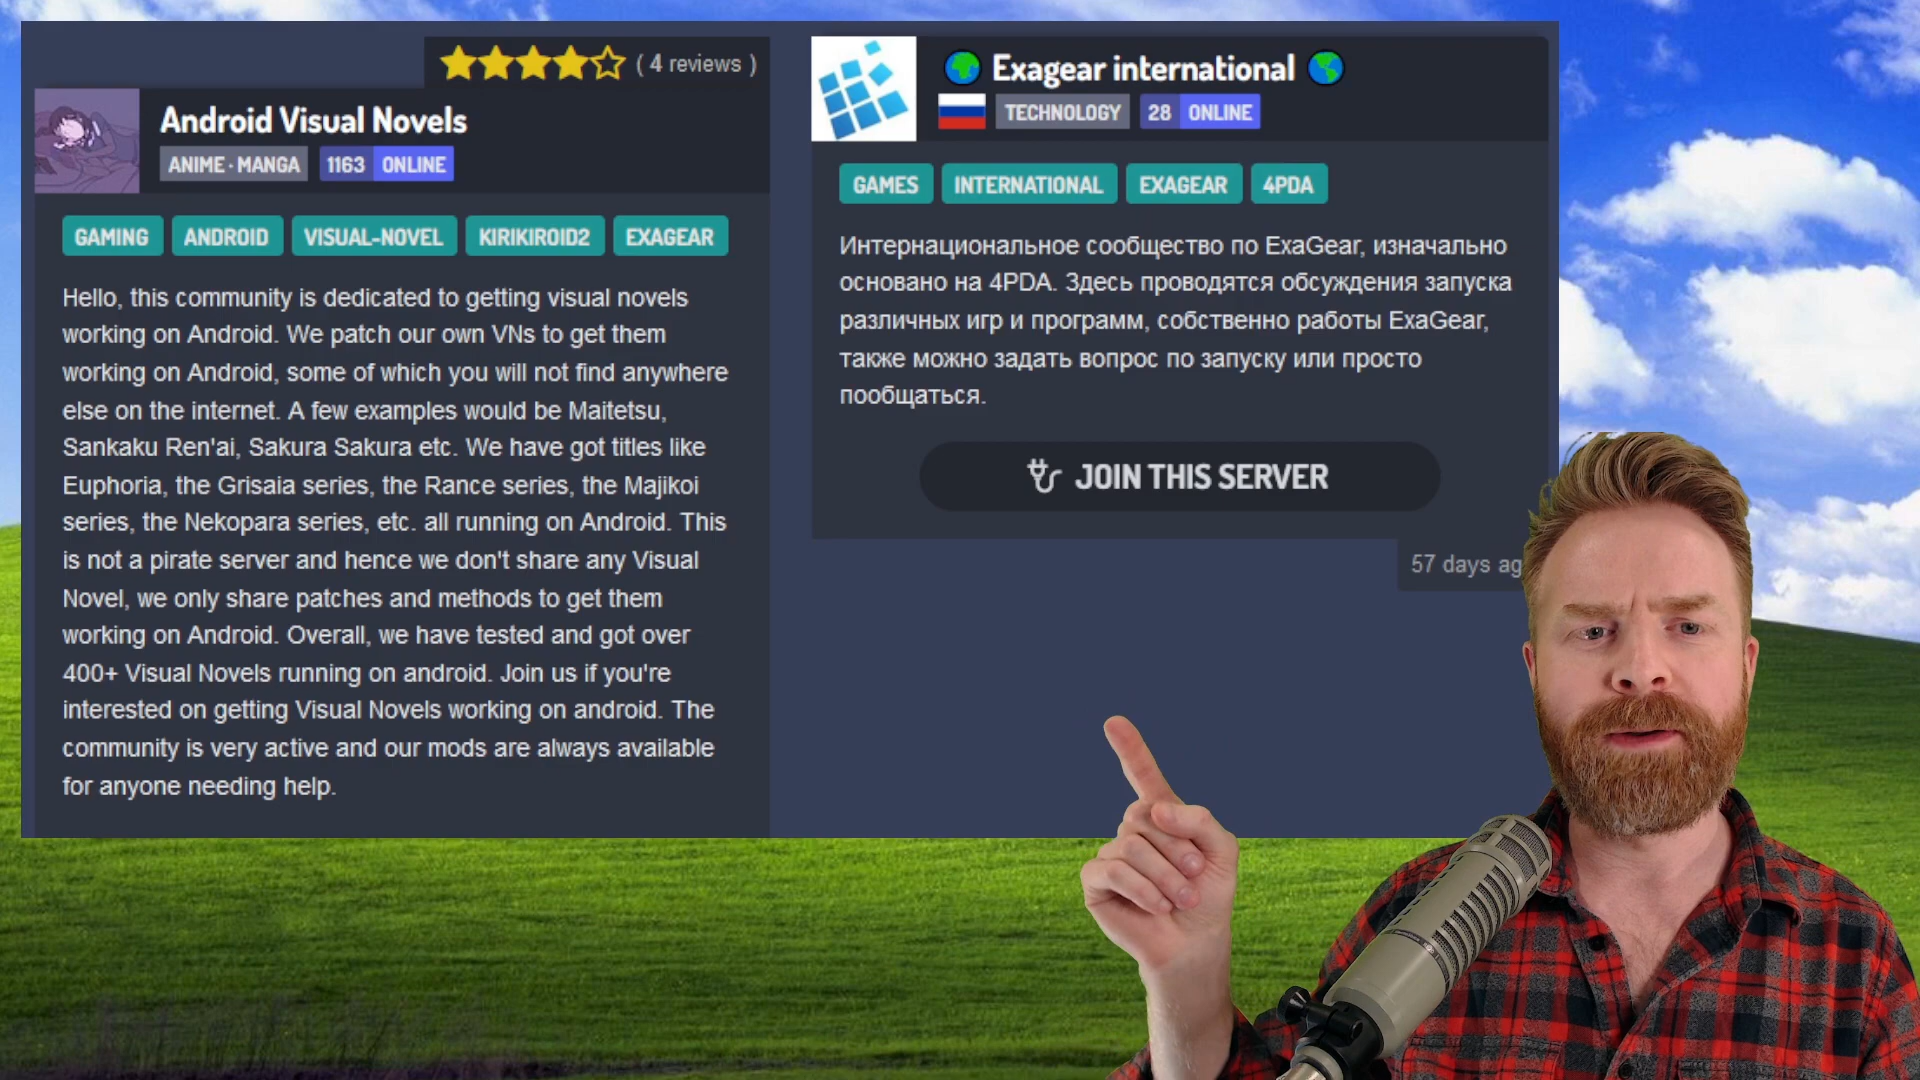 ( 4 reviews )
Android Visual Novels
ANIME · MANGA 1163 ONLINE
GAMING ANDROID VISUAL-NOVEL KIRIKIROID2 EXAGEAR
Hello, this community is dedicated to getting visual novels
working on Android. We patch our own VNs to get them
working on Android, some of which you will not find anywhere
else on the internet. A few examples would be Maitetsu,
Sankaku Ren'ai, Sakura Sakura etc. We have got titles like
Euphoria, the Grisaia series, the Rance series, the Majikoi
series, the Nekopara series, etc. all running on Android. This
is not a pirate server and hence we don't share any Visual
Novel, we only share patches and methods to get them
working on Android. Overall, we have tested and got over
400+ Visual Novels running on android. Join us if you're
interested on getting Visual Novels working on android. The
community is very active and our mods are always available
for anyone needing help.
Exagear international
TECHNOLOGY 28 ONLINE
GAMES INTERNATIONAL EXAGEAR 4PDA
Интернациональное сообщество по ExaGear, изначально
основано на 4PDA. Здесь проводятся обсуждения запуска
различных игр и программ, собственно работы ExaGear,
также можно задать вопрос по запуску или просто
пообщаться.
JOIN THIS SERVER
57 days ag